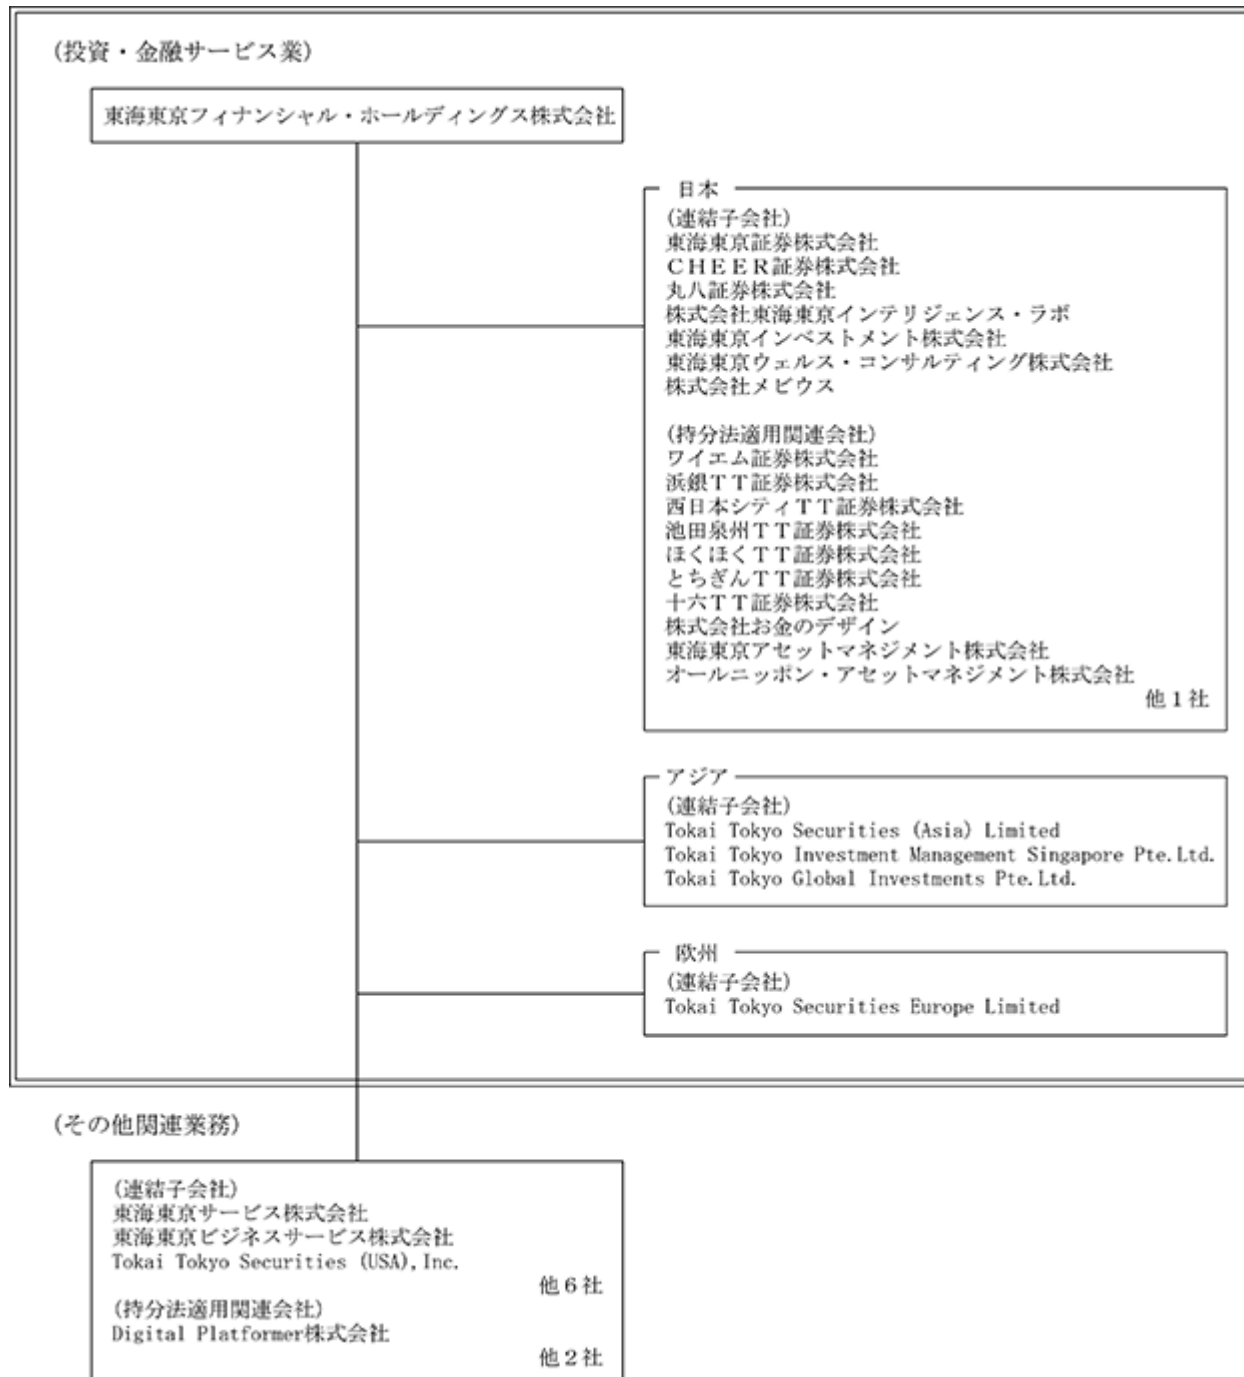 (投資・金融サービス業)
東海東京フィナンシャル・ホールディングス株式会社
日本
(連結子会社)
東海東京証券株式会社
ＣＨＥＥＲ証券株式会社
丸八証券株式会社
株式会社東海東京インテリジェンス・ラボ
東海東京インベストメント株式会社
東海東京ウェルス・コンサルティング株式会社
株式会社メビウス
(持分法適用関連会社)
ワイエム証券株式会社
浜銀ＴＴ証券株式会社
西日本シティＴＴ証券株式会社
池田泉州ＴＴ証券株式会社
ほくほくＴＴ証券株式会社
とちぎんＴＴ証券株式会社
十六ＴＴ証券株式会社
株式会社お金のデザイン
東海東京アセットマネジメント株式会社
オールニッポン・アセットマネジメント株式会社
他１社
アジア
(連結子会社)
Tokai Tokyo Securities (Asia) Limited
Tokai Tokyo Investment Management Singapore Pte.Ltd.
Tokai Tokyo Global Investments Pte.Ltd.
欧州
(連結子会社)
Tokai Tokyo Securities Europe Limited
(その他関連業務)
(連結子会社)
東海東京サービス株式会社
東海東京ビジネスサービス株式会社
Tokai Tokyo Securities (USA),Inc.
他６社
(持分法適用関連会社)
Digital Platformer株式会社
他２社